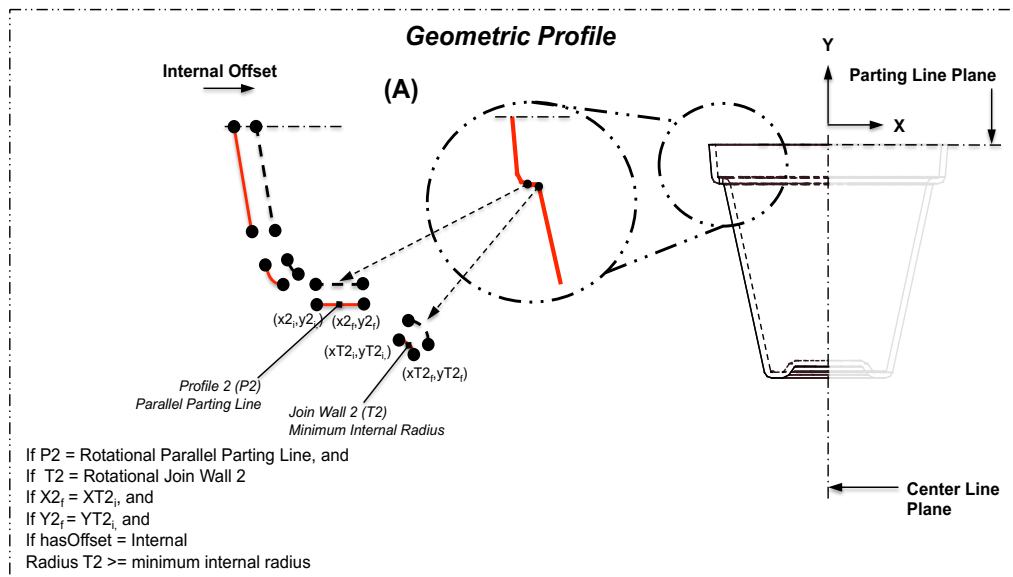 Geometric Profile
Internal Offset
(A)
Y
Parting Line Plane
X
(x2i,y2i,)
(x2f,y2f)
(xT2i,yT2i,)
(xT2f,yT2f)
Profile 2 (P2)
Parallel Parting Line
Join Wall 2 (T2)
Minimum Internal Radius
If P2 = Rotational Parallel Parting Line, and
If  T2 = Rotational Join Wall 2
If X2f = XT2i, and
If Y2f = YT2i, and
If hasOffset = Internal
Radius T2 >= minimum internal radius
Center Line
Plane